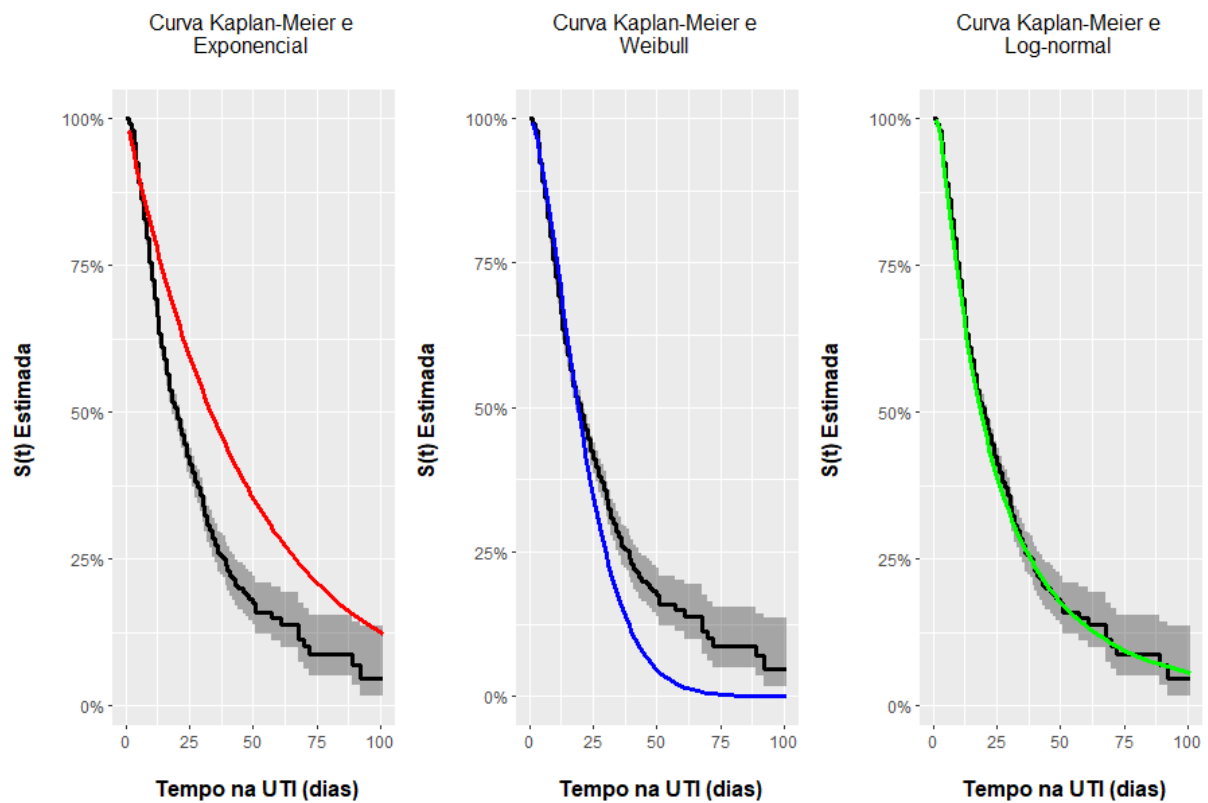 Curva Kaplan-Meier e
Exponencial
S(t) Estimada
100%
75%
50%
25%
0%
0 25 50 75 100
Tempo na UTI (dias)
Curva Kaplan-Meier e
Weibull
S(t) Estimada
100%
75%
50%
25%
0%
0 25 50 75 100
Tempo na UTI (dias)
Curva Kaplan-Meier e
Log-normal
S(t) Estimada
100%
75%
50%
25%
0%
0 25 50 75 100
Tempo na UTI (dias)